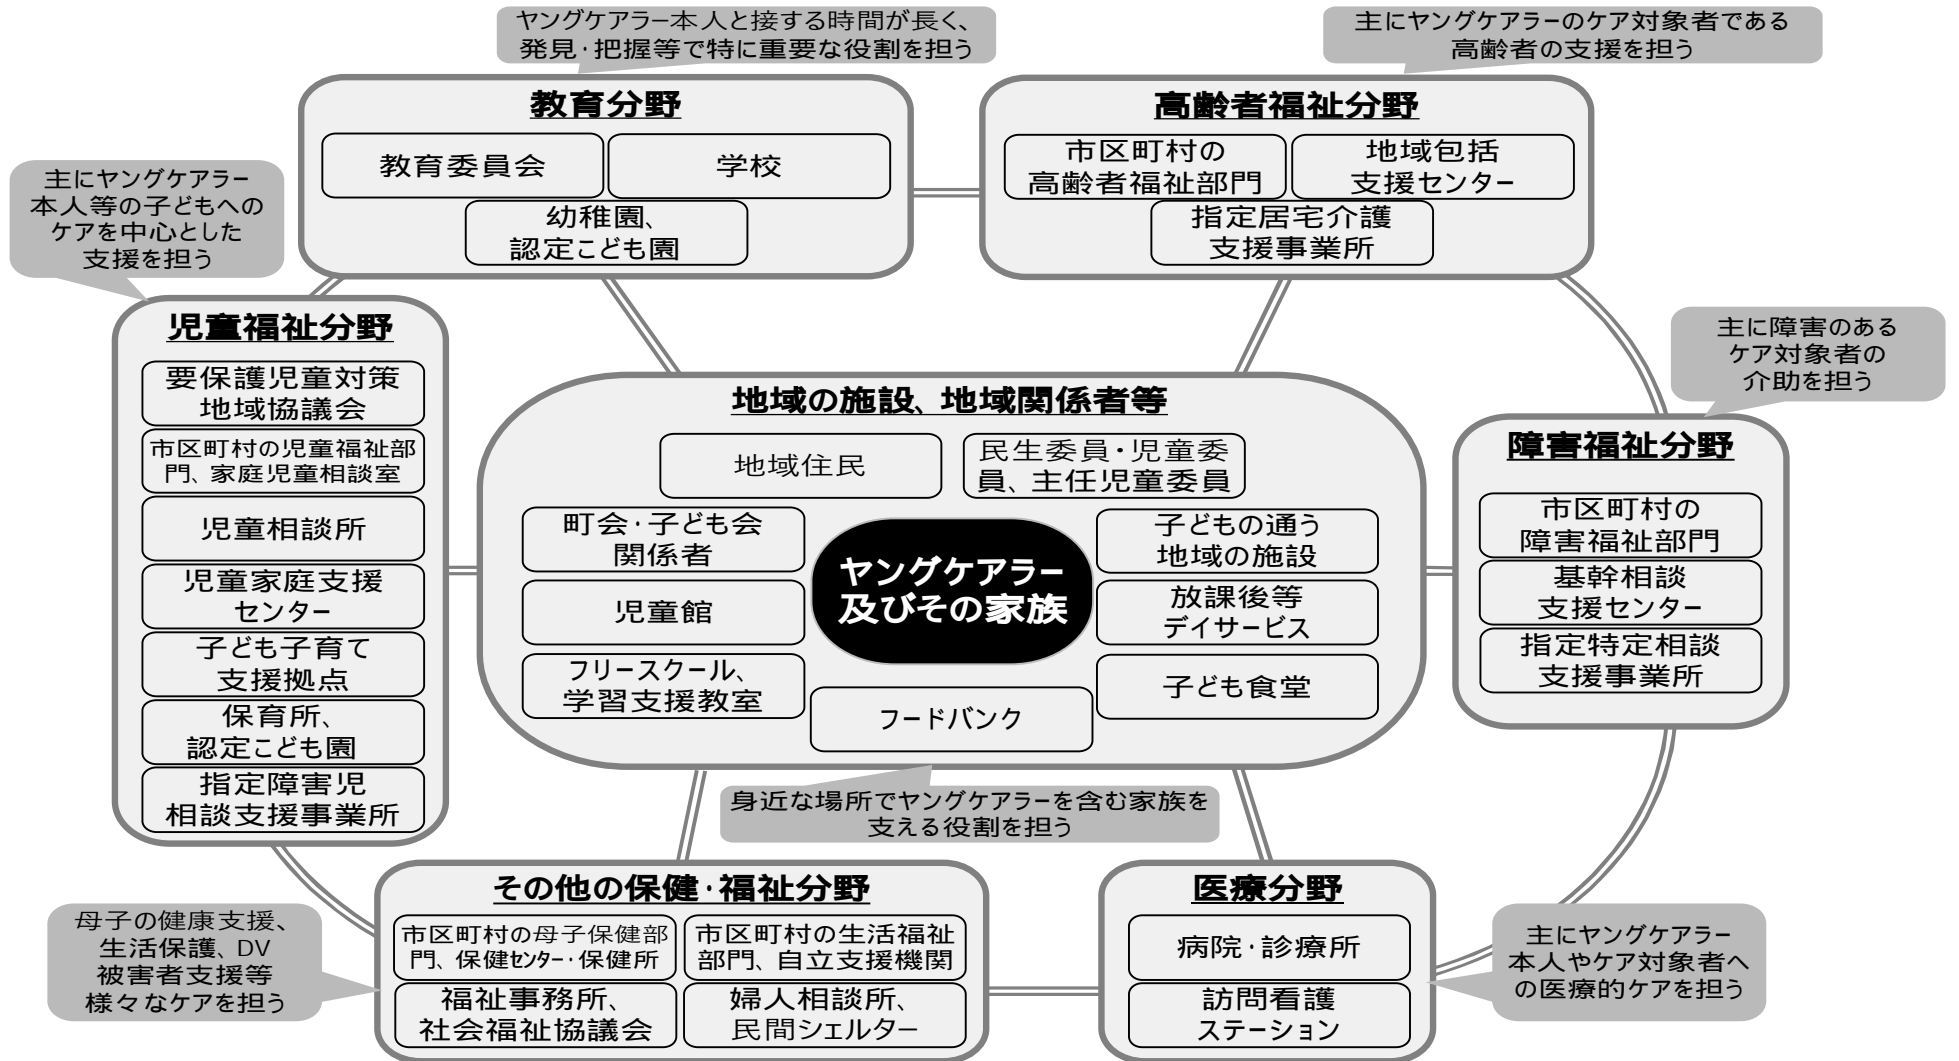 ヤングケアラー本人と接する時間が長く、
発見・把握等で特に重要な役割を担う
主にヤングケアラーのケア対象者である
高齢者の支援を担う
教育分野
教育委員会
学校
幼稚園、
認定こども園
高齢者福祉分野
市区町村の
高齢者福祉部門
地域包括
支援センター
指定居宅介護
支援事業所
主にヤングケアラー
本人等の子どもへの
ケアを中心とした
支援を担う
児童福祉分野
要保護児童対策
地域協議会
市区町村の児童福祉部
門、家庭児童相談室
児童相談所
児童家庭支援
センター
子ども子育て
支援拠点
保育所、
認定こども園
指定障害児
相談支援事業所
地域の施設、地域関係者等
地域住民
民生委員・児童委
員、主任児童委員
町会・子ども会
関係者
児童館
フリースクール、
学習支援教室
ヤングケアラー
及びその家族
子どもの通う
地域の施設
放課後等
デイサービス
子ども食堂
フードバンク
身近な場所でヤングケアラーを含む家族を
支える役割を担う
主に障害のある
ケア対象者の
介助を担う
障害福祉分野
市区町村の
障害福祉部門
基幹相談
支援センター
指定特定相談
支援事業所
母子の健康支援、
生活保護、DV
被害者支援等
様々なケアを担う
その他の保健・福祉分野
市区町村の母子保健部
門、保健センター・保健所
市区町村の生活福祉
部門、自立支援機関
福祉事務所、
社会福祉協議会
婦人相談所、
民間シェルター
医療分野
病院・診療所
訪問看護
ステーション
主にヤングケアラー
本人やケア対象者へ
の医療的ケアを担う